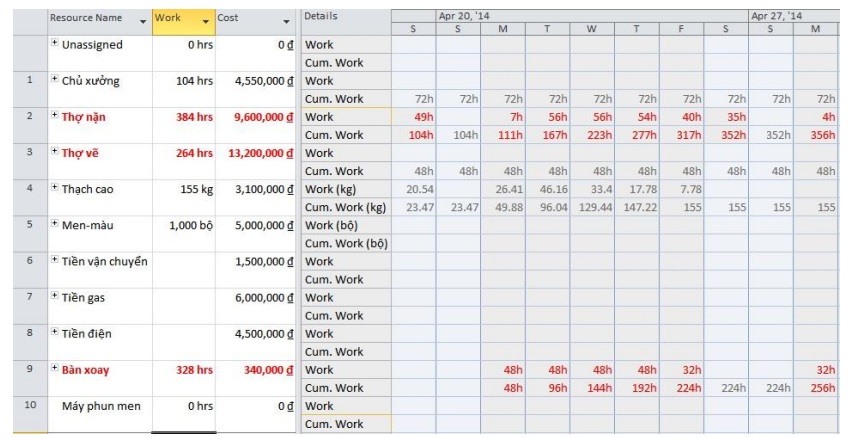 Resource Name Work Cost Details Apr 20, '14 Apr 27, '14
S S M T W T F S S M
Unassigned 0 hrs 0 ₫ Work
Cum. Work
1 Chủ xưởng 104 hrs 4,550,000 ₫ Work
Cum. Work 72h 72h 72h 72h 72h 72h 72h 72h 72h 72h
2 Thợ nặn 384 hrs 9,600,000 ₫ Work 49h 7h 56h 56h 54h 40h 35h 4h
Cum. Work 104h 104h 111h 167h 223h 277h 317h 352h 352h 356h
3 Thợ vẽ 264 hrs 13,200,000 ₫ Work
Cum. Work 48h 48h 48h 48h 48h 48h 48h 48h 48h 48h
4 Thạch cao 155 kg 3,100,000 ₫ Work (kg) 20.54 26.41 46.16 33.4 17.78 7.78
Cum. Work (kg) 23.47 23.47 49.88 96.04 129.44 147.22 155 155 155 155
5 Men-màu 1,000 bộ 5,000,000 ₫ Work (bộ)
Cum. Work (bộ)
6 Tiền vận chuyển 1,500,000 ₫ Work
Cum. Work
7 Tiền gas 6,000,000 ₫ Work
Cum. Work
8 Tiền điện 4,500,000 ₫ Work
Cum. Work
9 Bàn xoay 328 hrs 340,000 ₫ Work 48h 48h 48h 48h 32h 32h
Cum. Work 48h 96h 144h 192h 224h 224h 224h 256h
10 Máy phun men 0 hrs 0 ₫ Work
Cum. Work